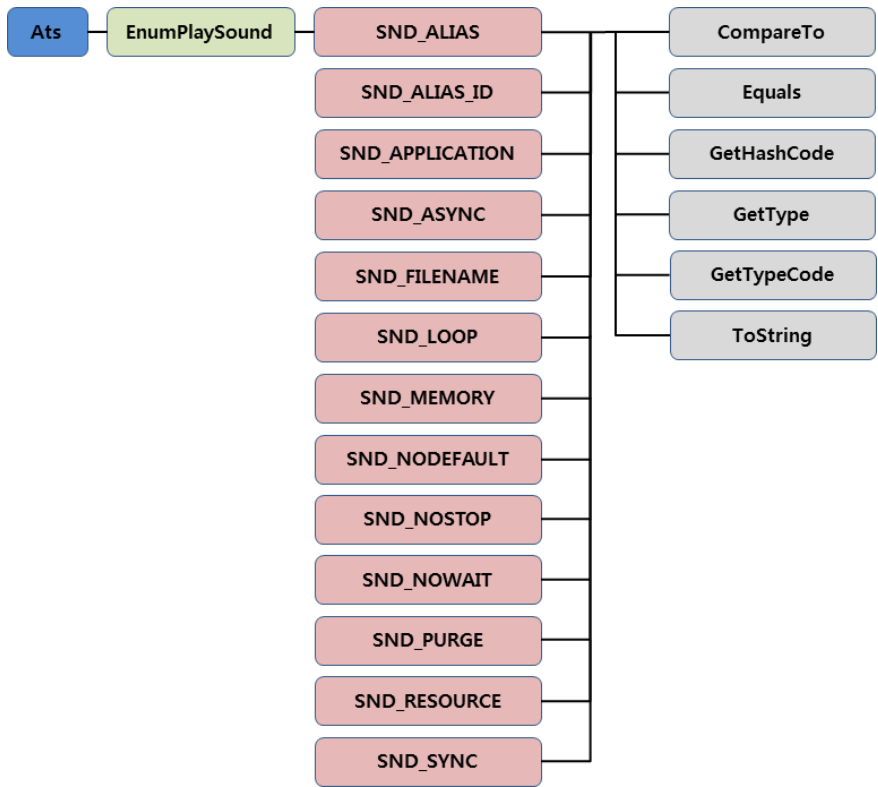 Ats
EnumPlaySound
SND_ALIAS
SND_ALIAS_ID
SND_APPLICATION
SND_ASYNC
SND_FILENAME
SND_LOOP
SND_MEMORY
SND_NODEFAULT
SND_NOSTOP
SND_NOWAIT
SND_PURGE
SND_RESOURCE
SND_SYNC
CompareTo
Equals
GetHashCode
GetType
GetTypeCode
ToString